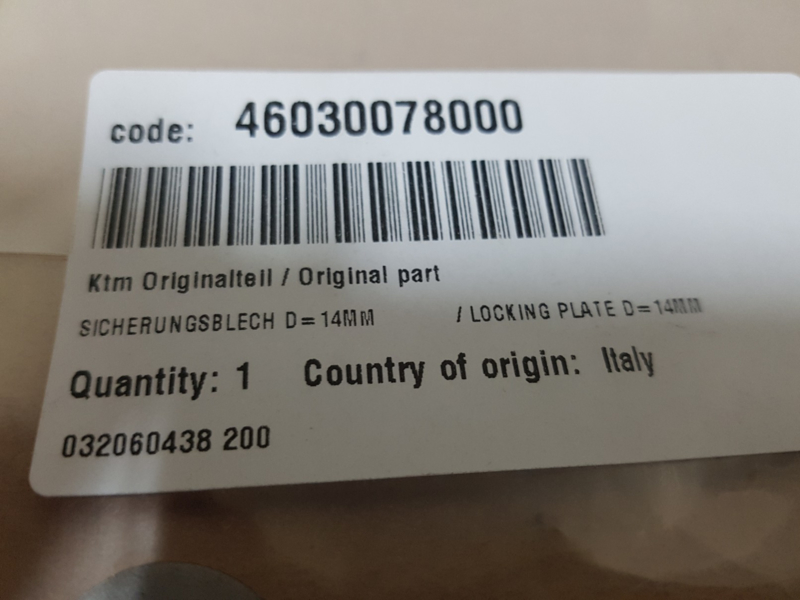 code: 46030078000
Ktm Originalteil / Original part
SICHERUNGSBLECH D=14MM / LOCKING PLATE D=14MM
Quantity: 1 Country of origin: Italy
032060438 200